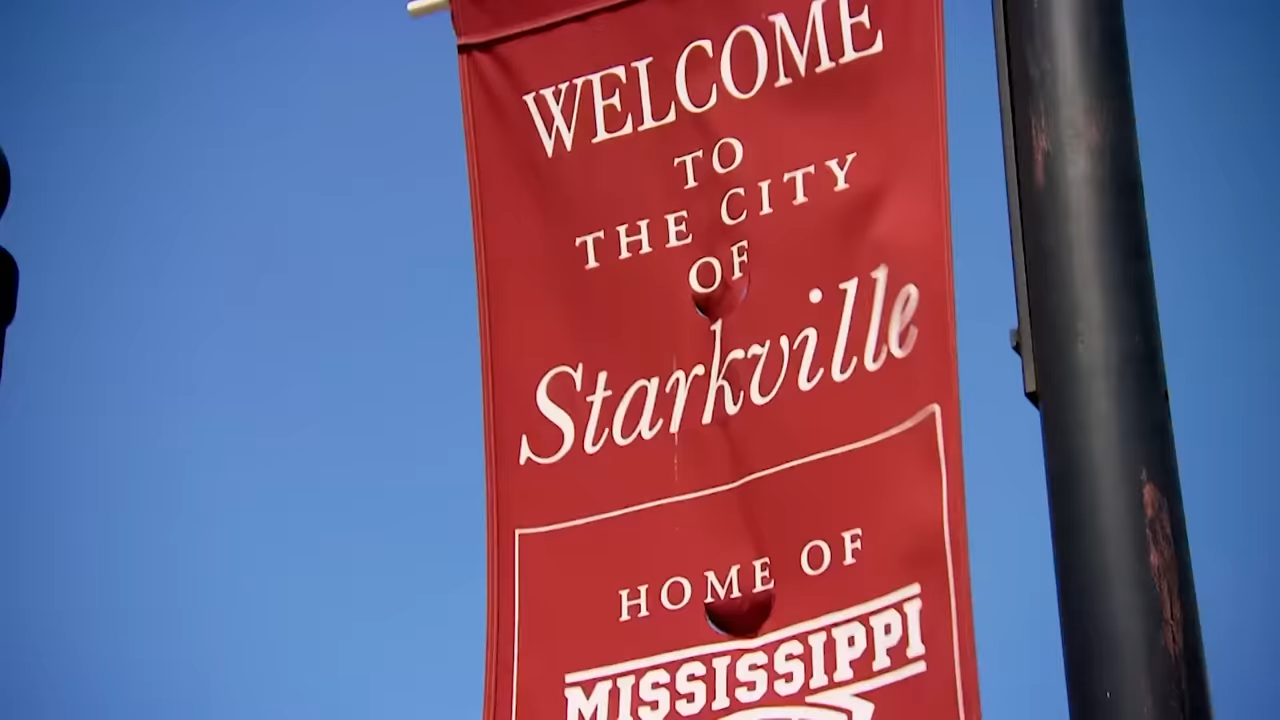 WELCOME
TO
THE CITY
OF
Starkville
HOME OF
MISSISSIPPI